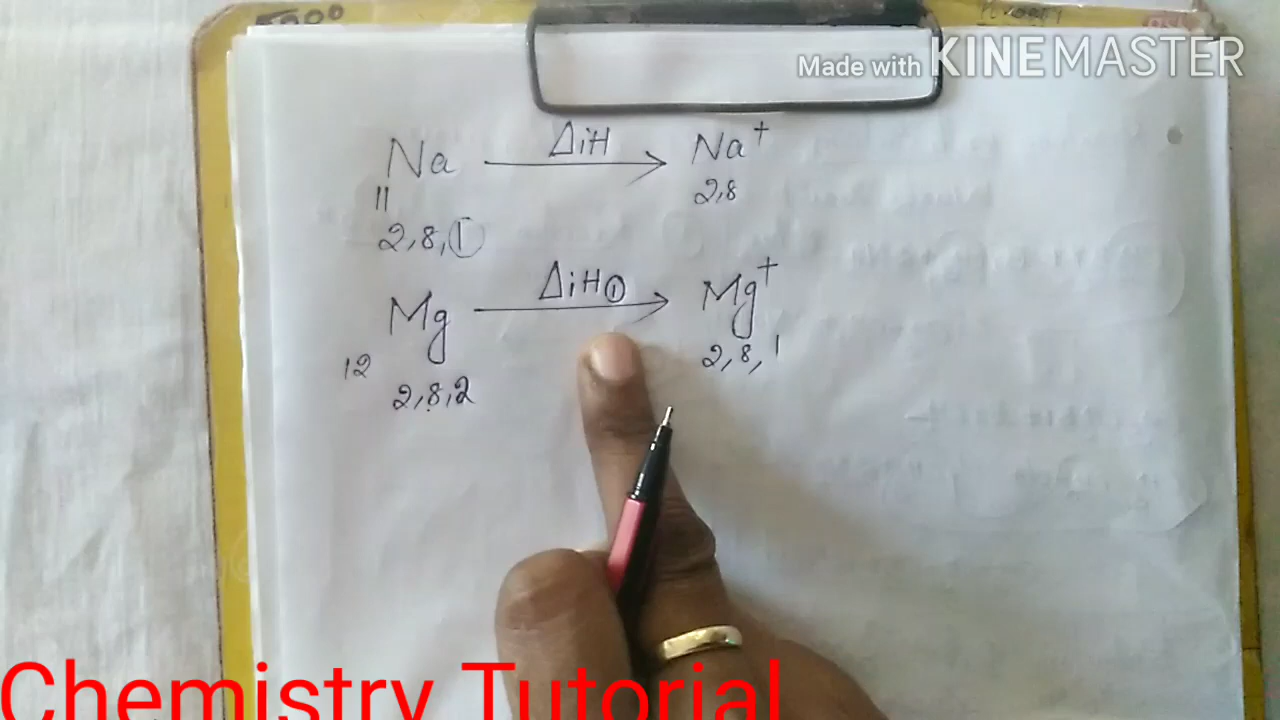 Made with KINEMASTER
Na ΔiH Na⁺
11 2,8
2,8,1
Mg ΔiH① Mg⁺
12 2,8,1
2,8,2
Chemistry Tutorial